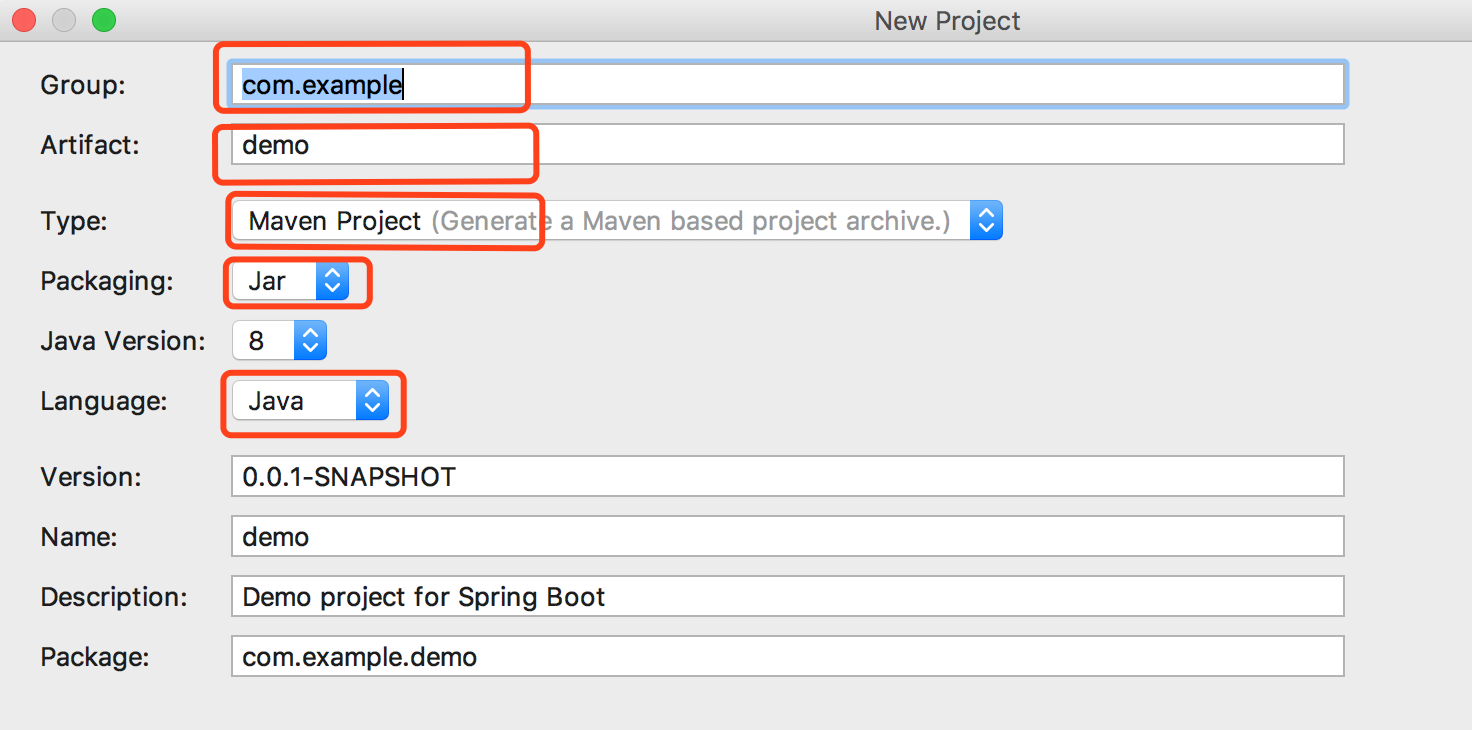 New Project
Group: com.example
Artifact: demo
Type: Maven Project (Generate a Maven based project archive.)
Packaging: Jar
Java Version: 8
Language: Java
Version: 0.0.1-SNAPSHOT
Name: demo
Description: Demo project for Spring Boot
Package: com.example.demo